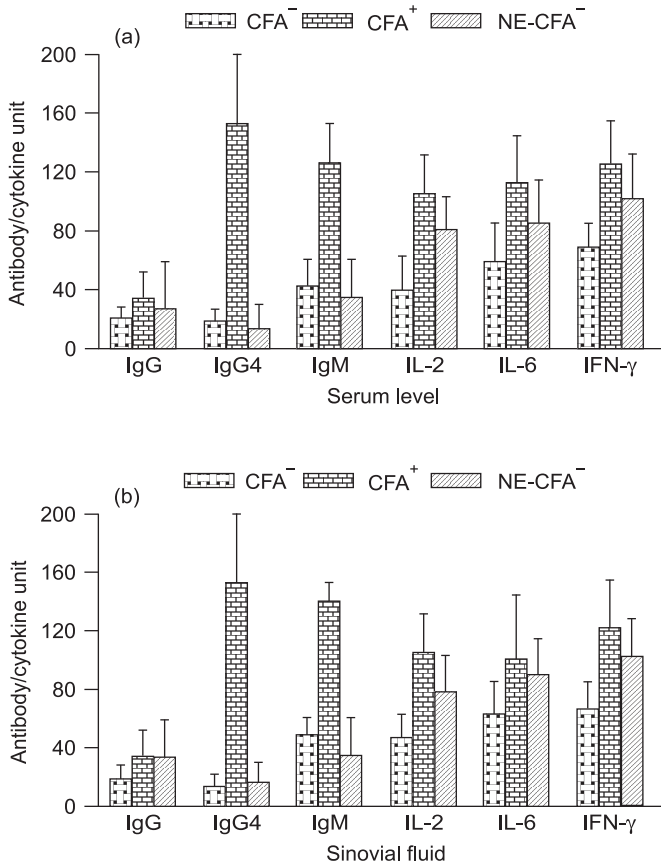 (a)
CFA⁻ CFA⁺ NE-CFA⁻
Antibody/cytokine unit
200
160
120
80
40
0
IgG IgG4 IgM IL-2 IL-6 IFN-γ
Serum level
(b)
CFA⁻ CFA⁺ NE-CFA⁻
Antibody/cytokine unit
200
160
120
80
40
0
IgG IgG4 IgM IL-2 IL-6 IFN-γ
Sinovial fluid